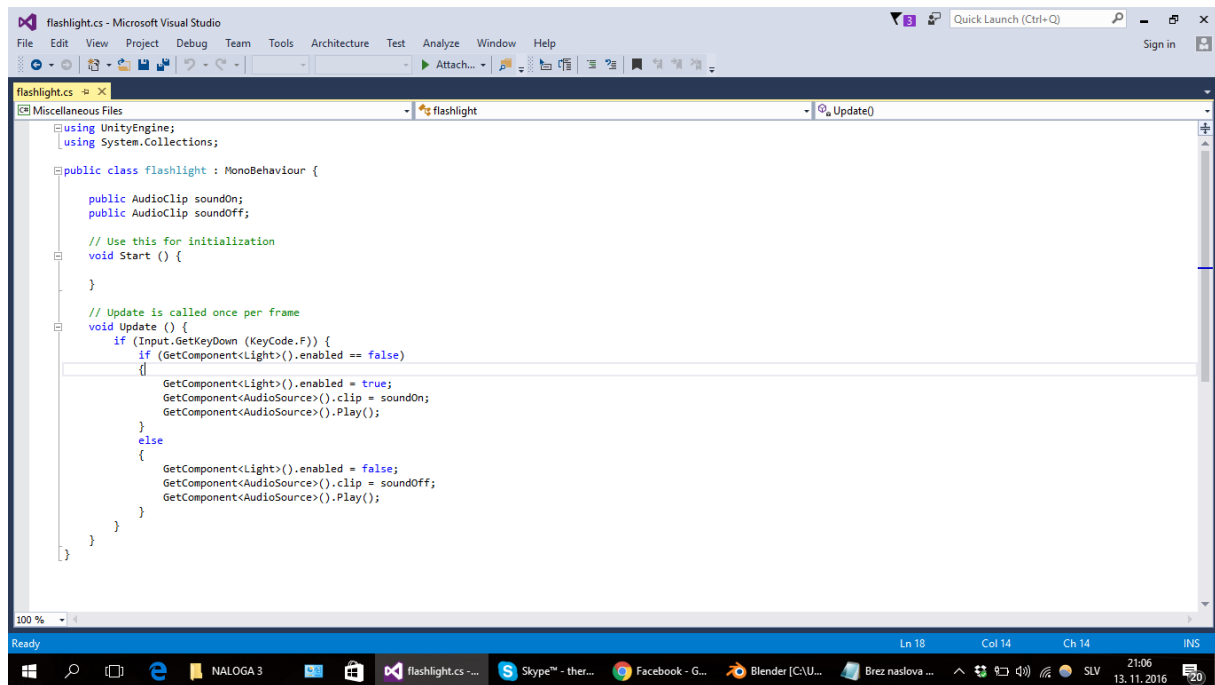 flashlight.cs - Microsoft Visual Studio
3
Quick Launch (Ctrl+Q)
File Edit View Project Debug Team Tools Architecture Test Analyze Window Help
Sign in
Attach...
flashlight.cs
C# Miscellaneous Files
flashlight
Update()
using UnityEngine;
using System.Collections;
public class flashlight : MonoBehaviour {
public AudioClip soundOn;
public AudioClip soundOff;
// Use this for initialization
void Start () {
}
// Update is called once per frame
void Update () {
if (Input.GetKeyDown (KeyCode.F)) {
if (GetComponent<Light>().enabled == false)
{
GetComponent<Light>().enabled = true;
GetComponent<AudioSource>().clip = soundOn;
GetComponent<AudioSource>().Play();
}
else
{
GetComponent<Light>().enabled = false;
GetComponent<AudioSource>().clip = soundOff;
GetComponent<AudioSource>().Play();
}
}
}
}
100 %
Ready
Ln 18 Col 14 Ch 14 INS
NALOGA 3
flashlight.cs -...
Skype™ - ther...
Facebook - G...
Blender [C:\U...
Brez naslova ...
SLV
21:06
13. 11. 2016
20